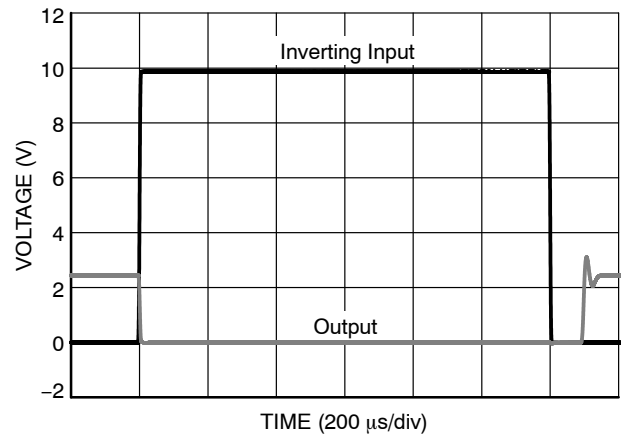 12
10
8
6
4
2
0
−2
VOLTAGE (V)
Inverting Input
Output
TIME (200 μs/div)